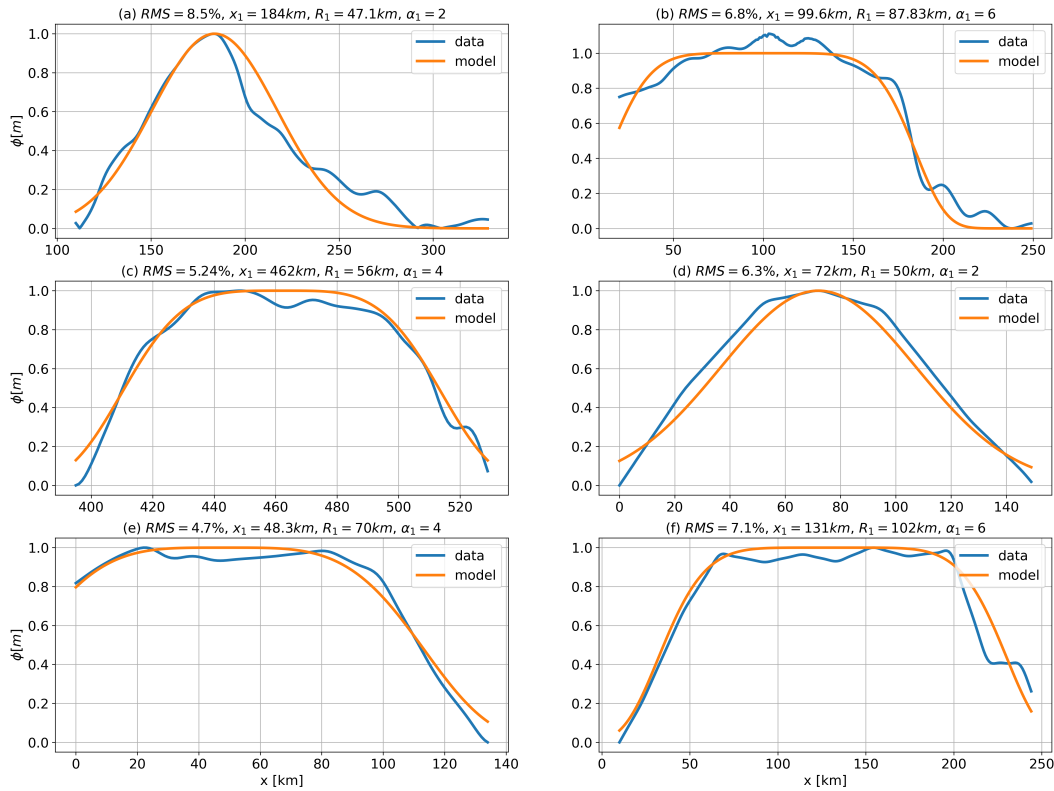 (a) RMS = 8.5%, x₁ = 184km, R₁ = 47.1km, α₁ = 2
ϕ[m]
1.0
0.8
0.6
0.4
0.2
0.0
data
model
100 150 200 250 300
(b) RMS = 6.8%, x₁ = 99.6km, R₁ = 87.83km, α₁ = 6
1.0
0.8
0.6
0.4
0.2
0.0
data
model
50 100 150 200 250
(c) RMS = 5.24%, x₁ = 462km, R₁ = 56km, α₁ = 4
ϕ[m]
1.0
0.8
0.6
0.4
0.2
0.0
data
model
400 420 440 460 480 500 520
(d) RMS = 6.3%, x₁ = 72km, R₁ = 50km, α₁ = 2
1.0
0.8
0.6
0.4
0.2
0.0
data
model
0 20 40 60 80 100 120 140
(e) RMS = 4.7%, x₁ = 48.3km, R₁ = 70km, α₁ = 4
ϕ[m]
1.0
0.8
0.6
0.4
0.2
0.0
data
model
0 20 40 60 80 100 120 140
x [km]
(f) RMS = 7.1%, x₁ = 131km, R₁ = 102km, α₁ = 6
1.0
0.8
0.6
0.4
0.2
0.0
data
model
0 50 100 150 200 250
x [km]